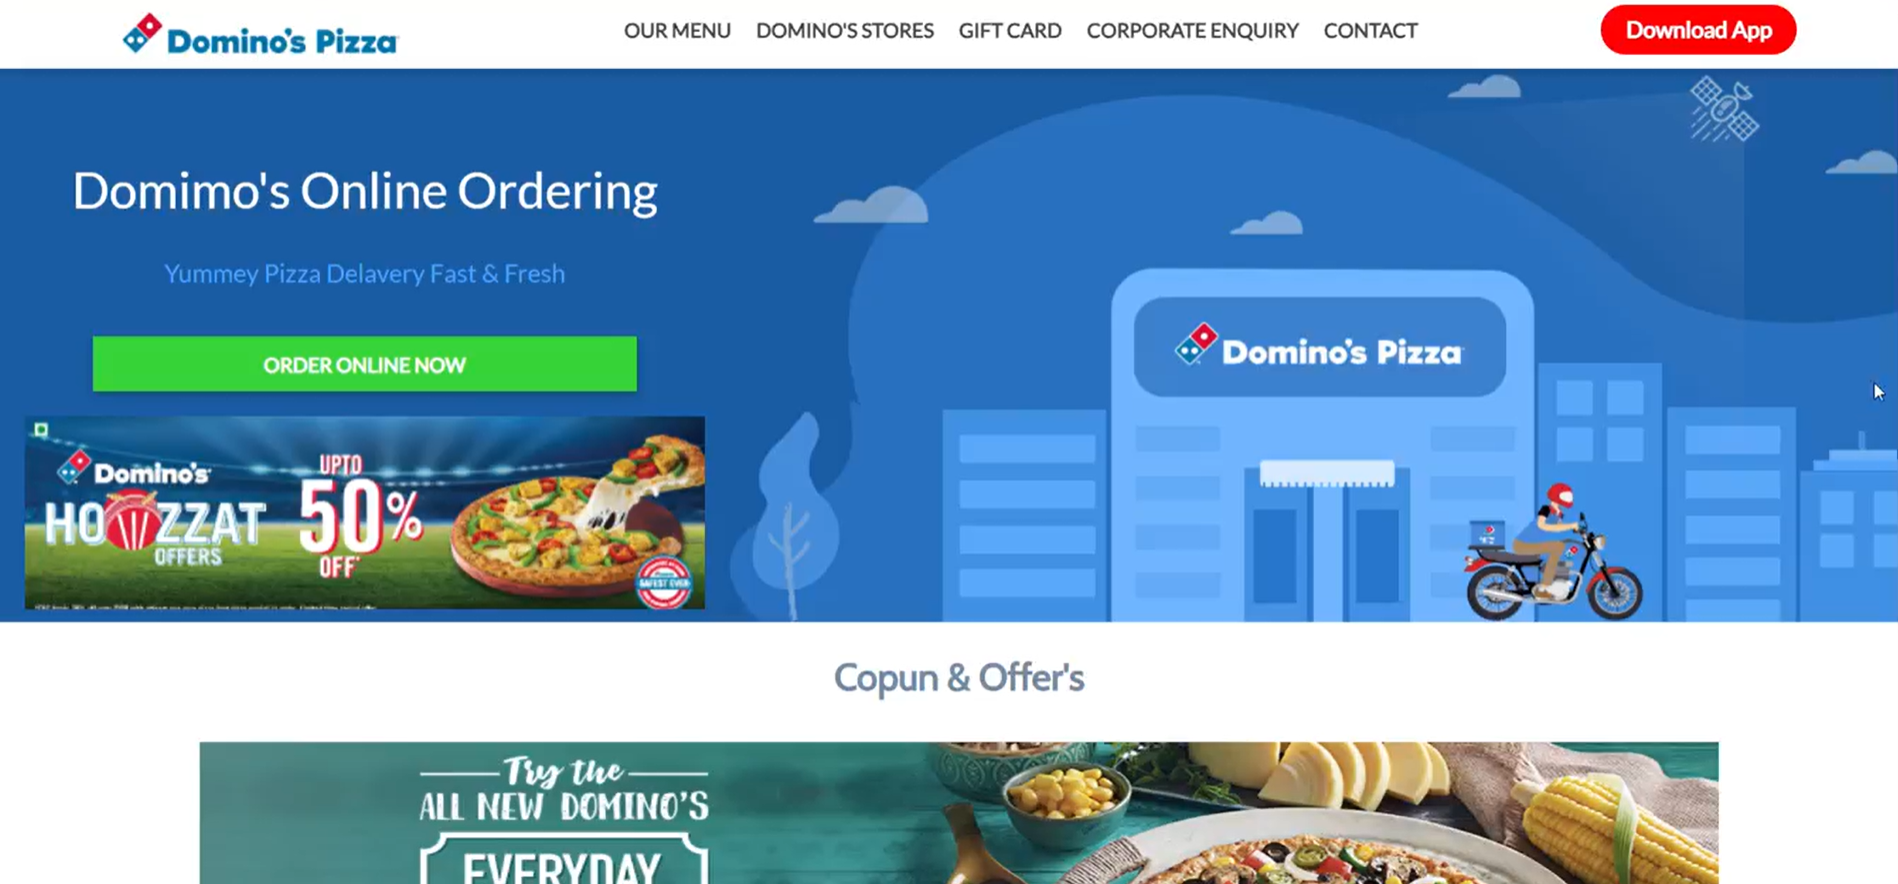 Domino's Pizza
OUR MENU DOMINO'S STORES GIFT CARD CORPORATE ENQUIRY CONTACT
Download App
Domimo's Online Ordering
Yummey Pizza Delavery Fast & Fresh
ORDER ONLINE NOW
Domino's
HOWZZAT
OFFERS
UPTO
50%
OFF*
SAFEST EVER
Domino's Pizza
Copun & Offer's
Try the
ALL NEW DOMINO'S
EVERYDAY